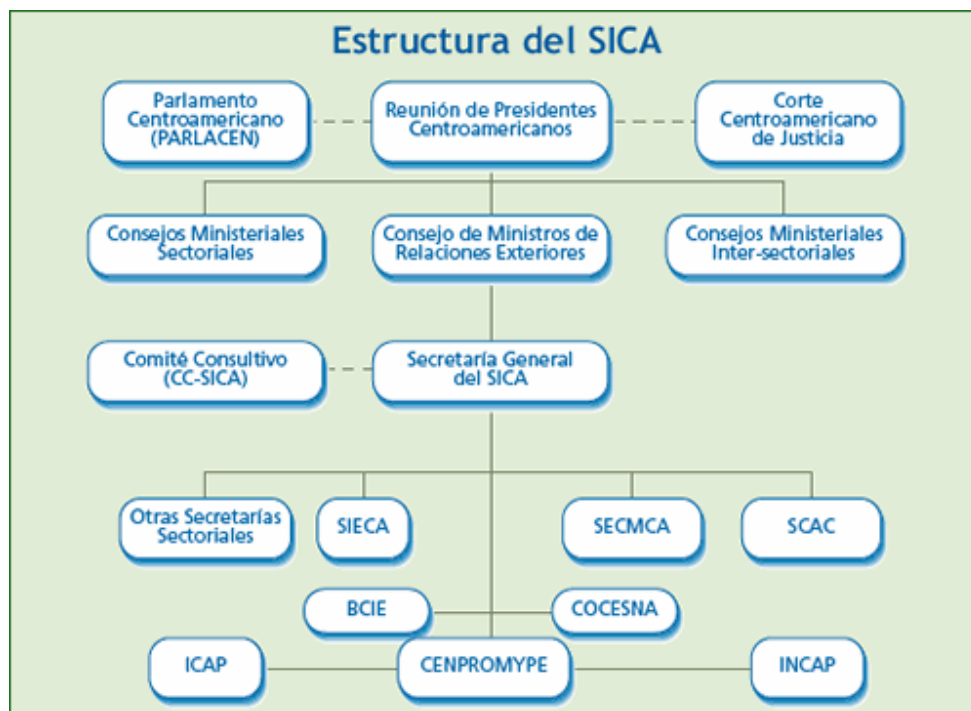 Estructura del SICA
Parlamento
Centroamericano
(PARLACEN)
Reunión de Presidentes
Centroamericanos
Corte
Centroamericano
de Justicia
Consejos Ministeriales
Sectoriales
Consejo de Ministros de
Relaciones Exteriores
Consejos Ministeriales
Inter-sectoriales
Comité Consultivo
(CC-SICA)
Secretaría General
del SICA
Otras Secretarías
Sectoriales
SIECA
SECMCA
SCAC
BCIE
COCESNA
ICAP
CENPROMYPE
INCAP